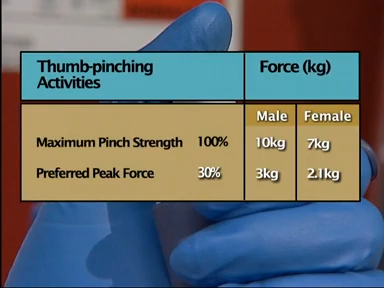 Thumb-pinching Force (kg)
Activities
Male Female
Maximum Pinch Strength 100% 10kg 7kg
Preferred Peak Force 30% 3kg 2.1kg